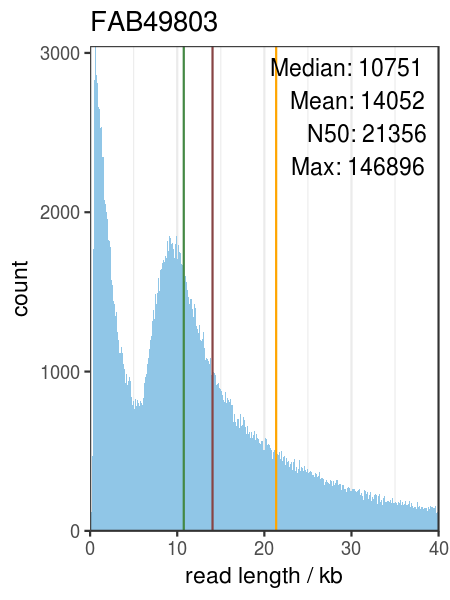 FAB49803
Median: 10751
Mean: 14052
N50: 21356
Max: 146896
3000
2000
1000
0
count
0 10 20 30 40
read length / kb